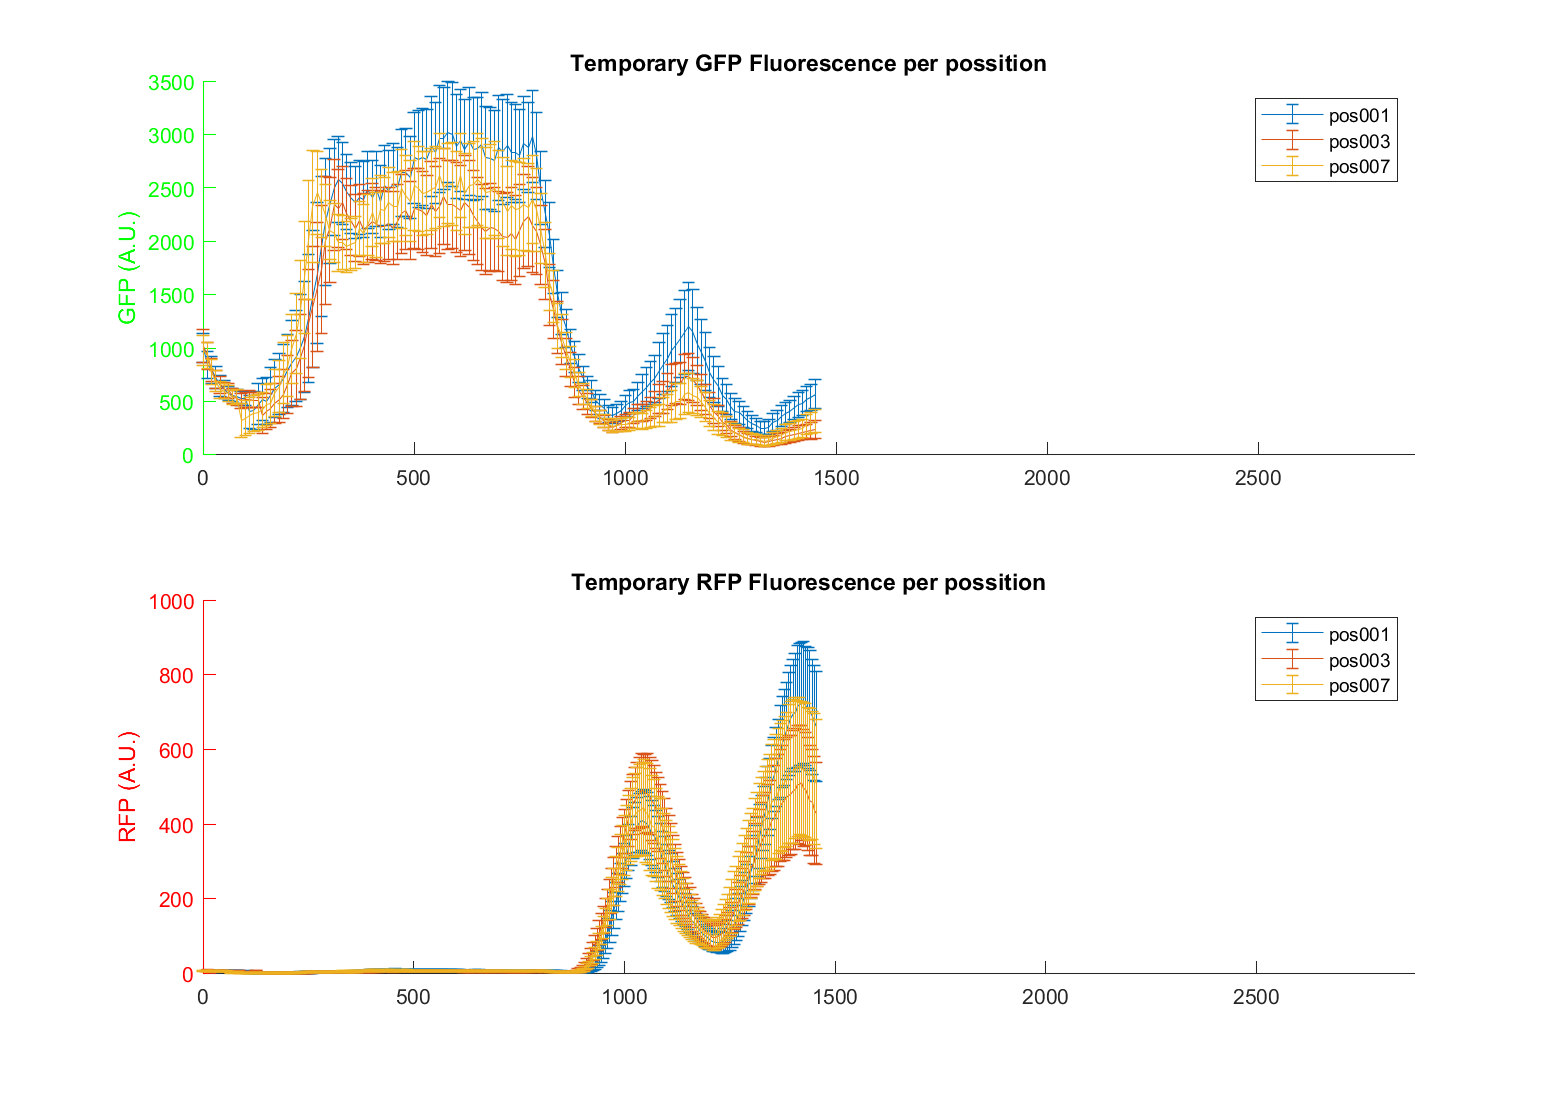 Temporary GFP Fluorescence per possition
3500
3000
2500
2000
1500
1000
500
0
GFP (A.U.)
0 500 1000 1500 2000 2500
pos001
pos003
pos007
Temporary RFP Fluorescence per possition
1000
800
600
400
200
0
RFP (A.U.)
0 500 1000 1500 2000 2500
pos001
pos003
pos007